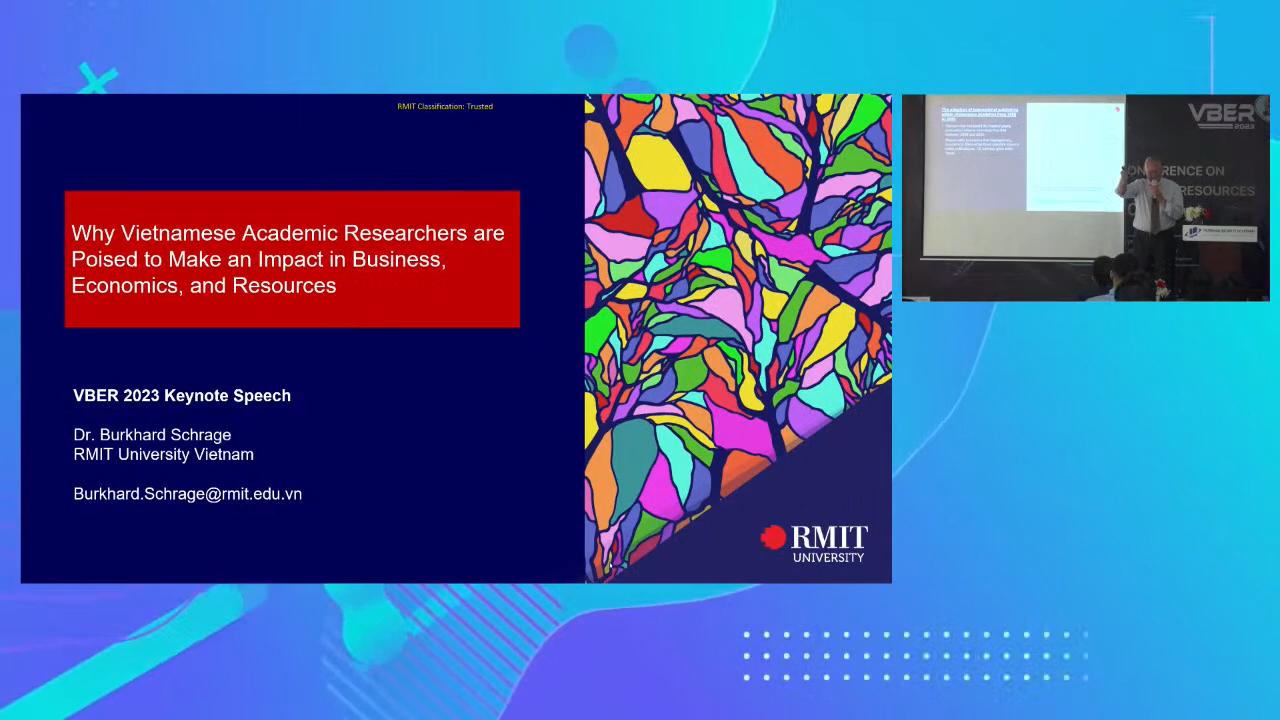 RMIT Classification: Trusted
Why Vietnamese Academic Researchers are
Poised to Make an Impact in Business,
Economics, and Resources
VBER 2023 Keynote Speech
Dr. Burkhard Schrage
RMIT University Vietnam
Burkhard.Schrage@rmit.edu.vn
RMIT
UNIVERSITY
VBER
2023
RENCE ON
RESOURCES